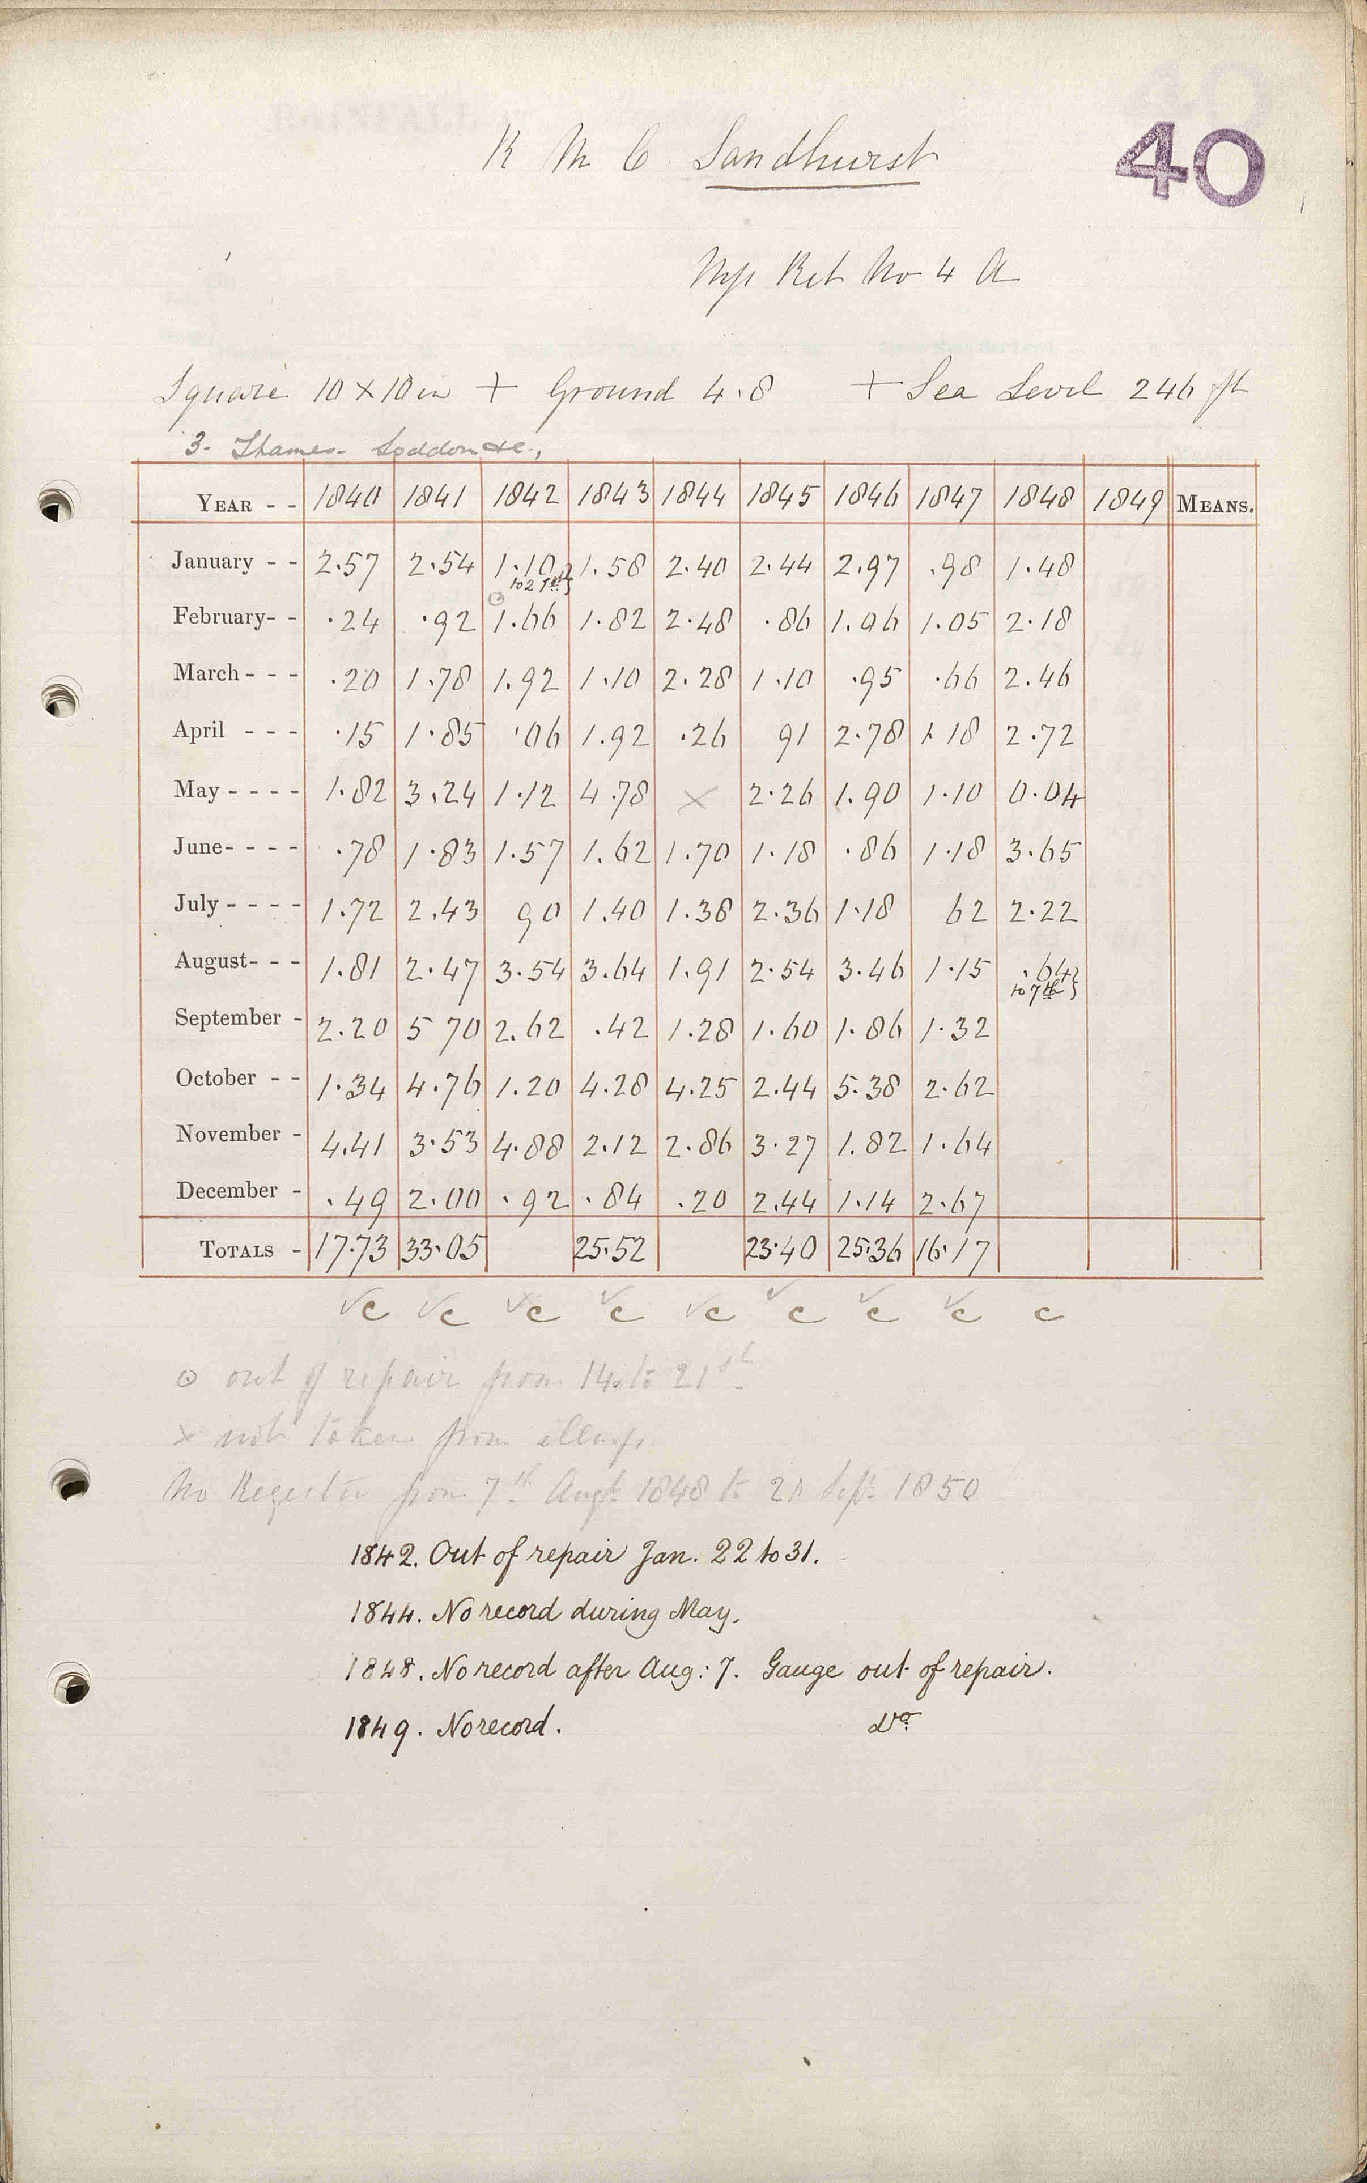 40
R M C Sandhurst
Mp Ret No 4 A
Square 10 x 10 in + Ground 4.8 + Sea Level 246 ft
3. Thames. Loddon &c.,
YEAR - - 1840 1841 1842 1843 1844 1845 1846 1847 1848 1849 MEANS.
January - - 2.57 2.54 1.10 1.58 2.40 2.44 2.97 .98 1.48
to 21st}
February- - .24 .92 ⊙ 1.66 1.82 2.48 .86 1.06 1.05 2.18
March - - - .20 1.78 1.92 1.10 2.28 1.10 .95 .66 2.46
April - - - .15 1.85 .06 1.92 .26 91 2.78 1 18 2.72
May - - - - 1.82 3.24 1.12 4.78 x 2.26 1.90 1.10 0.04
June- - - - .78 1.83 1.57 1.62 1.70 1.18 .86 1.18 3.65
July - - - - 1.72 2.43 90 1.40 1.38 2.36 1.18 62 2.22
August- - - 1.81 2.47 3.54 3.64 1.91 2.54 3.46 1.15 .64}
to 7th}
September - 2.20 5 70 2.62 .42 1.28 1.60 1.86 1.32
October - - 1.34 4.76 1.20 4.28 4.25 2.44 5.38 2.62
November - 4.41 3.53 4.88 2.12 2.86 3.27 1.82 1.64
December - .49 2.00 .92 .84 .20 2.44 1.14 2.67
TOTALS - 17.73 33.05 25.52 23.40 25.36 16.17
✓c ✓c ✓c ✓c ✓c ✓c ✓c ✓c c
⊙ out of repair from 14. to 21st
x not taken from illness
No Register from 7th Augt 1848 to 21 Sept 1850
1842. Out of repair Jan. 22 to 31.
1844. No record during May.
1848. No record after Aug: 7. Gauge out of repair.
1849. No record. Do